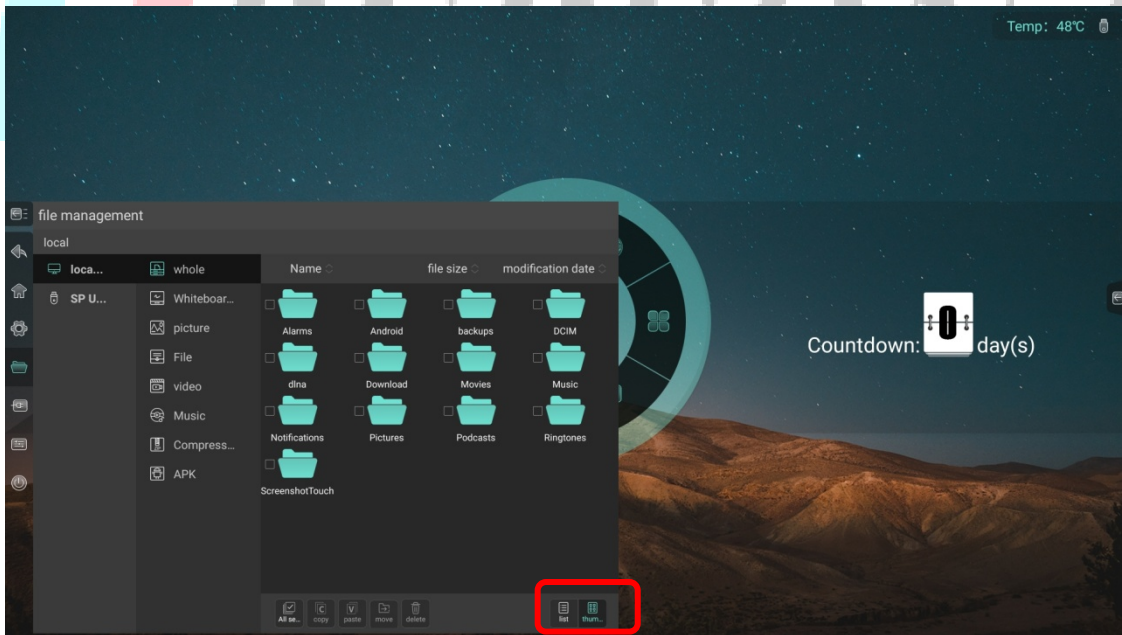 Temp: 48℃
file management
local
loca...
SP U...
whole
Whiteboar...
picture
File
video
Music
Compress...
APK
Name
file size
modification date
Alarms
Android
backups
DCIM
dlna
Download
Movies
Music
Notifications
Pictures
Podcasts
Ringtones
ScreenshotTouch
All se..
copy
paste
move
delete
list
thum..
Countdown: 0 day(s)